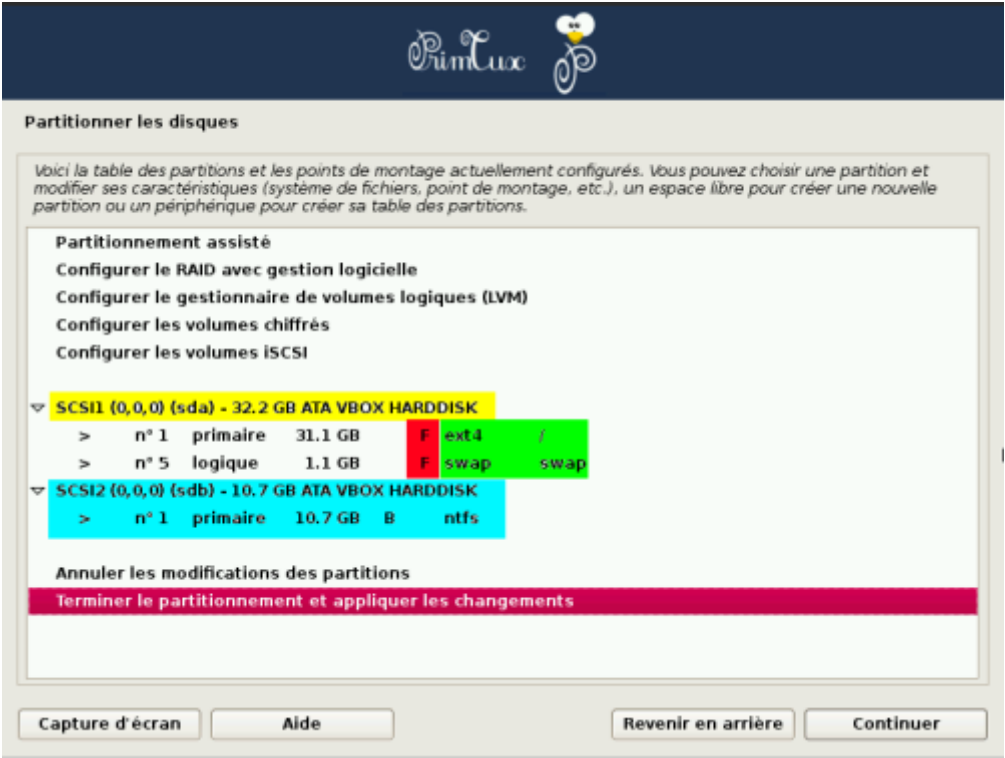 PrimTux
Partitionner les disques
Voici la table des partitions et les points de montage actuellement configurés. Vous pouvez choisir une partition et
modifier ses caractéristiques (système de fichiers, point de montage, etc.), un espace libre pour créer une nouvelle
partition ou un périphérique pour créer sa table des partitions.
Partitionnement assisté
Configurer le RAID avec gestion logicielle
Configurer le gestionnaire de volumes logiques (LVM)
Configurer les volumes chiffrés
Configurer les volumes iSCSI
SCSI1 (0,0,0) (sda) - 32.2 GB ATA VBOX HARDDISK
> n° 1 primaire 31.1 GB F ext4 /
> n° 5 logique 1.1 GB F swap swap
SCSI2 (0,0,0) (sdb) - 10.7 GB ATA VBOX HARDDISK
> n° 1 primaire 10.7 GB B ntfs
Annuler les modifications des partitions
Terminer le partitionnement et appliquer les changements
Capture d'écran Aide Revenir en arrière Continuer